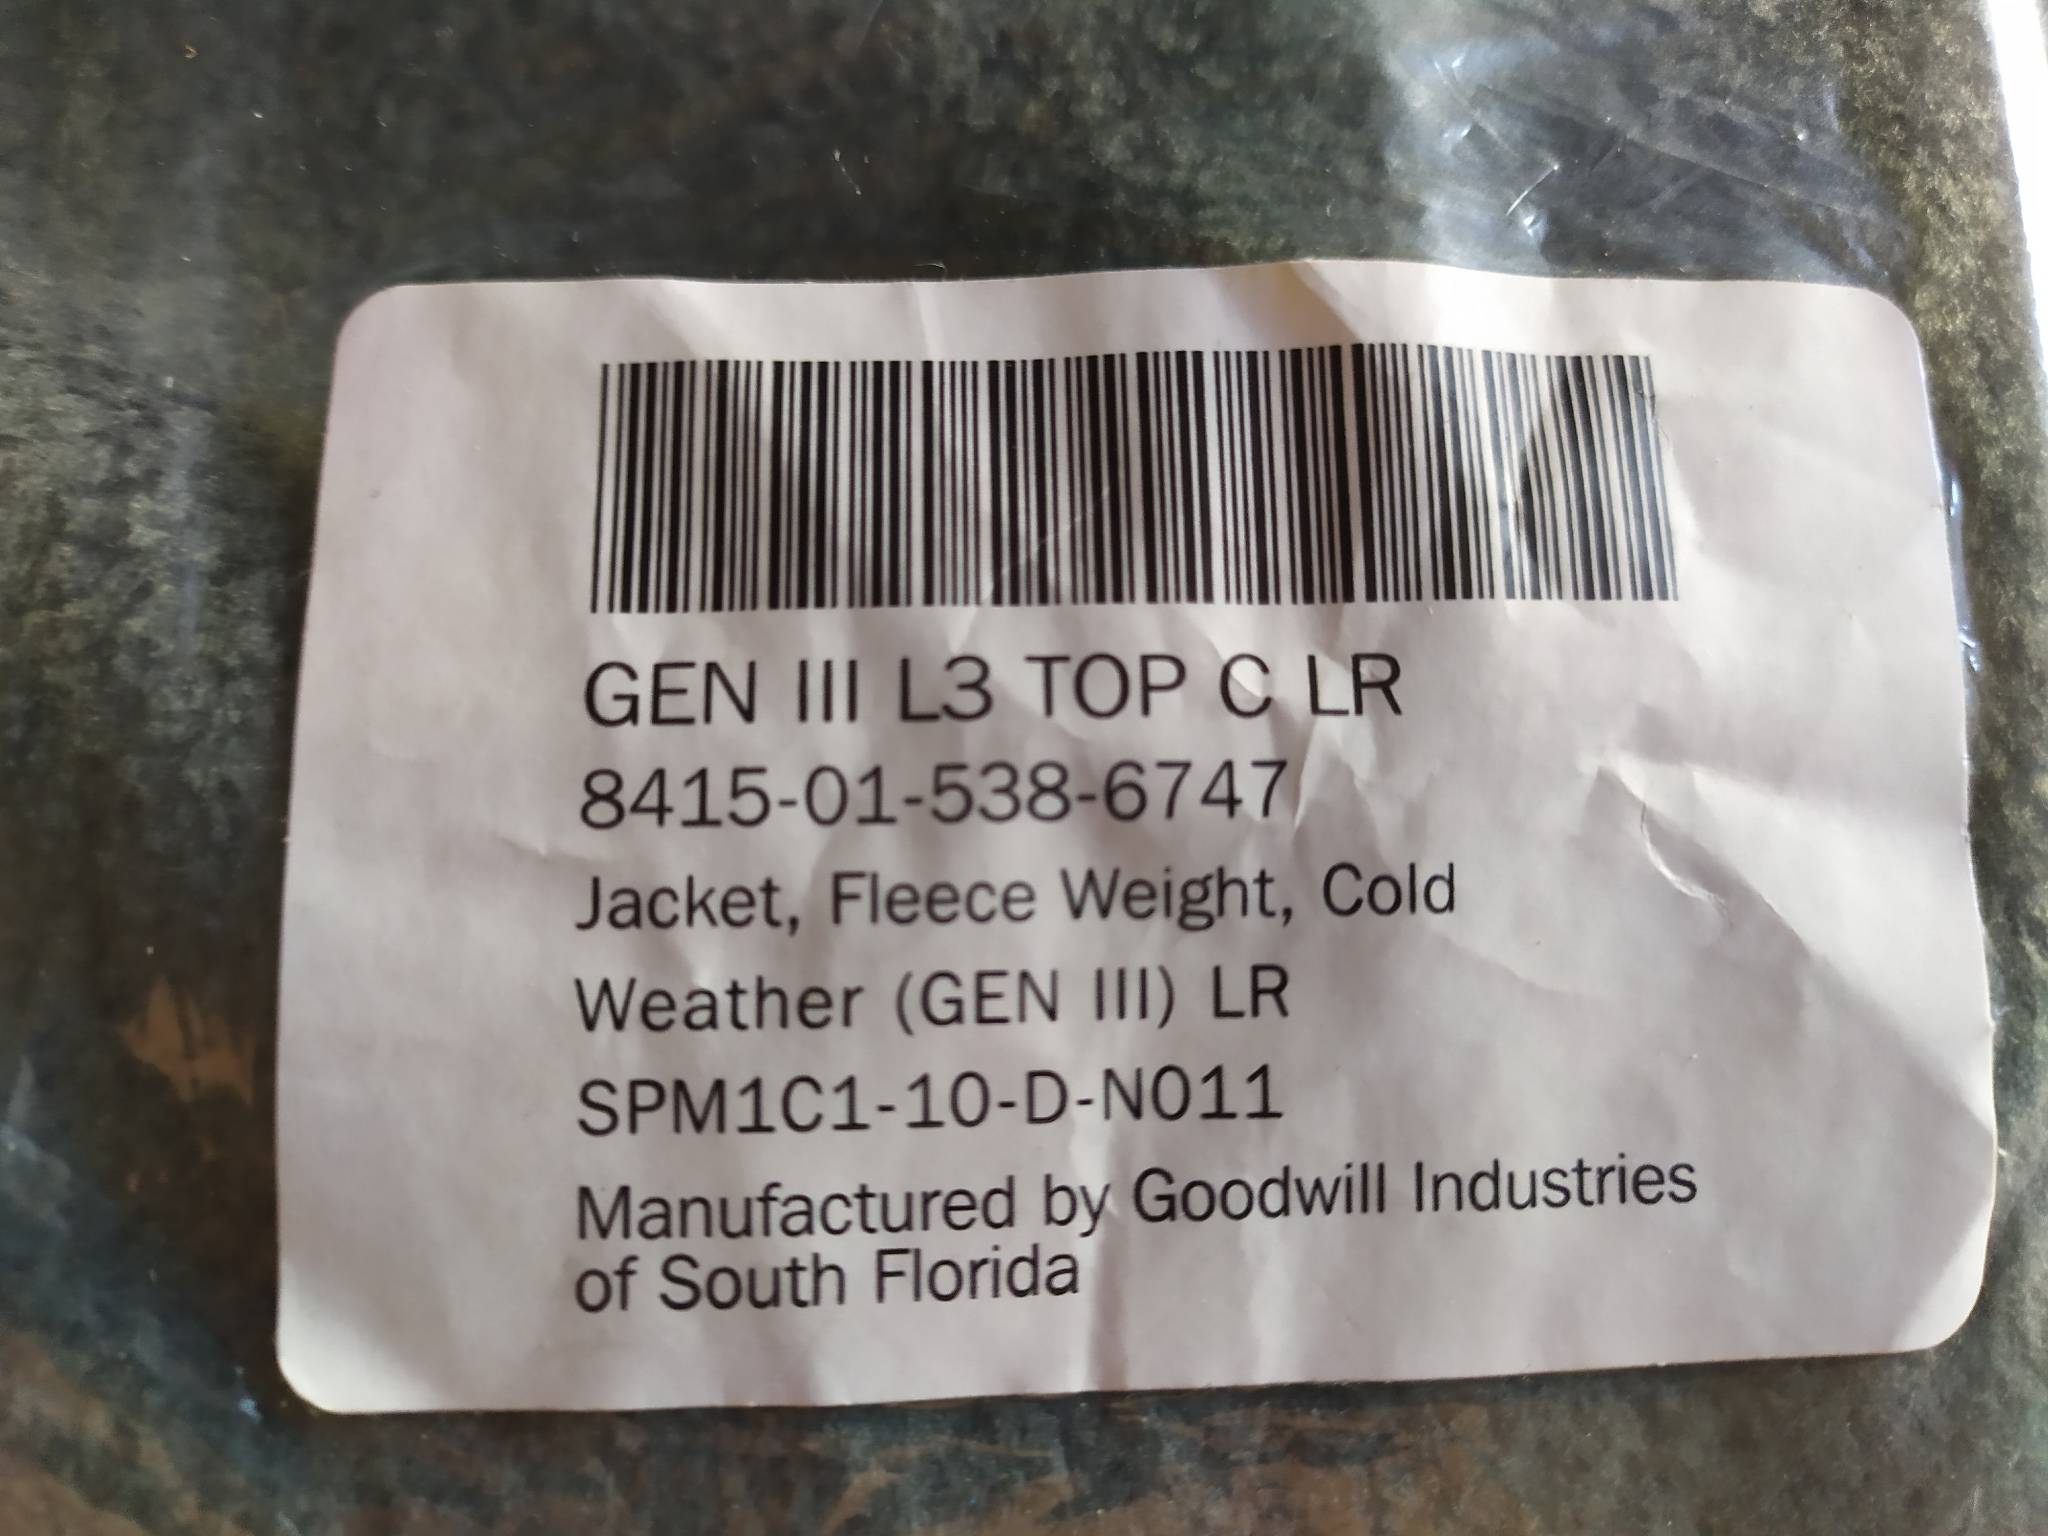 GEN III L3 TOP C LR
8415-01-538-6747
Jacket, Fleece Weight, Cold
Weather (GEN III) LR
SPM1C1-10-D-N011
Manufactured by Goodwill Industries
of South Florida